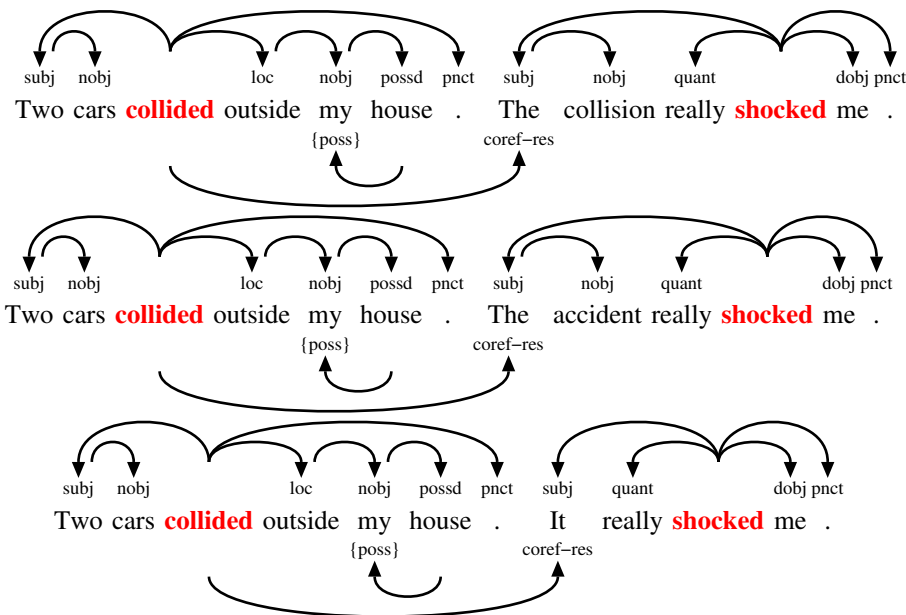 subj nobj loc nobj possd pnct subj nobj quant dobj pnct
Two cars collided outside my house . The collision really shocked me .
{poss} coref−res
subj nobj loc nobj possd pnct subj nobj quant dobj pnct
Two cars collided outside my house . The accident really shocked me .
{poss} coref−res
subj nobj loc nobj possd pnct subj quant dobj pnct
Two cars collided outside my house . It really shocked me .
{poss} coref−res